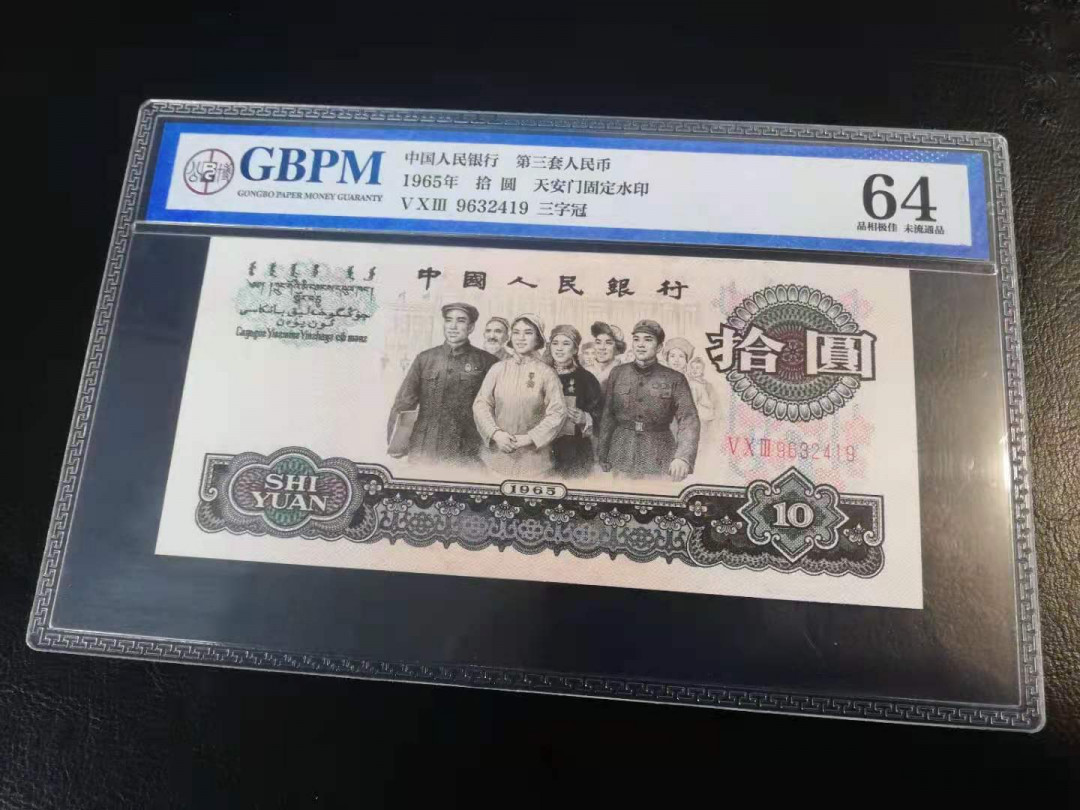 GBPM
GONGBO PAPER MONEY GUARANTY
中国人民银行 第三套人民币
1965年 拾 圆 天安门固定水印
VXⅢ 9632419 三字冠
64
品相极佳 未流通品
中國人民銀行
拾圓
VXⅢ9632419
SHI
YUAN
1965
10